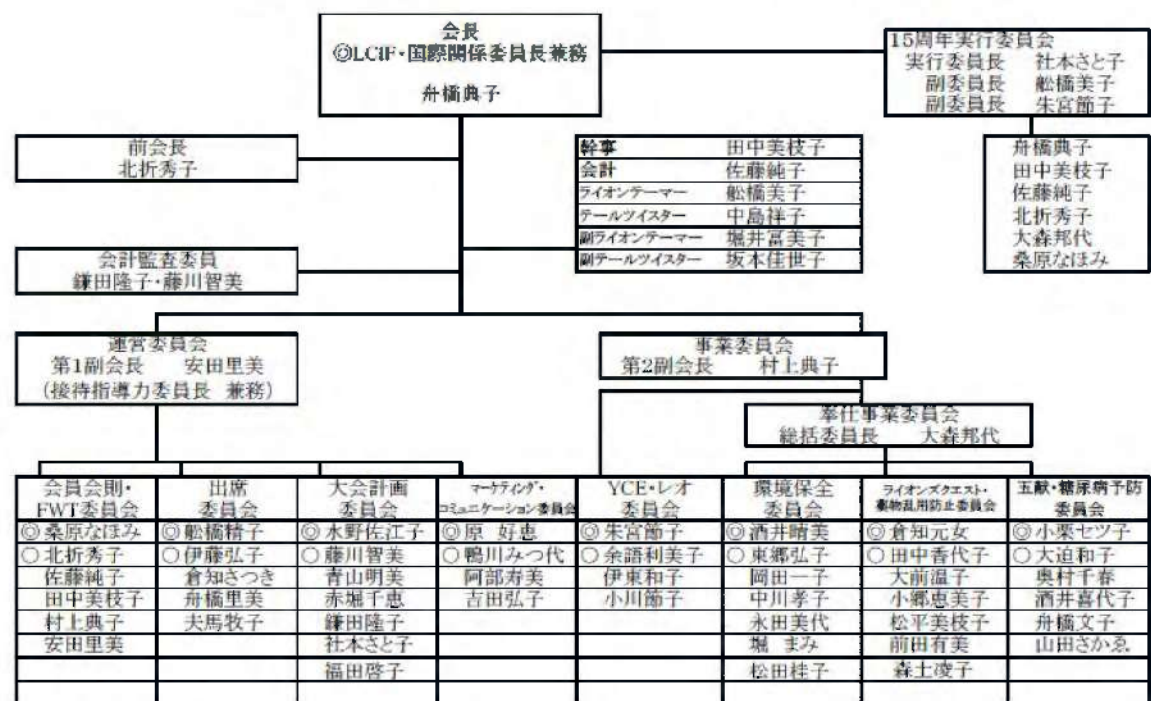 会長
◎LCIF・国際関係委員長兼務
舟橋典子
15周年実行委員会
実行委員長 社本さと子
副委員長 舩橋美子
副委員長 朱宮節子
舟橋典子
田中美枝子
佐藤純子
北折秀子
大森邦代
桑原なほみ
前会長
北折秀子
幹事 田中美枝子
会計 佐藤純子
ライオンテーマー 舩橋美子
テールツイスター 中島祥子
副ライオンテーマー 堀井冨美子
副テールツイスター 坂本佳世子
会計監査委員
鎌田隆子・藤川智美
運営委員会
第1副会長 安田里美
(接待指導力委員長 兼務)
事業委員会
第2副会長 村上典子
奉仕事業委員会
総括委員長 大森邦代
会員会則・
FWT委員会
◎桑原なほみ
○北折秀子
佐藤純子
田中美枝子
村上典子
安田里美
出席
委員会
◎舩橋精子
○伊藤弘子
倉知さつき
舟橋里美
夫馬牧子
大会計画
委員会
◎水野佐江子
○藤川智美
青山明美
赤堀千恵
鎌田隆子
社本さと子
福田啓子
マーケティング・
コミュニケーション委員会
◎原 好恵
○鴨川みつ代
阿部寿美
吉田弘子
YCE・レオ
委員会
◎朱宮節子
○余語利美子
伊東和子
小川節子
環境保全
委員会
◎酒井晴美
○東郷弘子
岡田一子
中川孝子
永田美代
堀 まみ
松田桂子
ライオンズクエスト・
薬物乱用防止委員会
◎倉知元女
○田中香代子
大前温子
小郷恵美子
松平美枝子
前田有美
森土凌子
五献・糖尿病予防
委員会
◎小栗セツ子
○大迫和子
奥村千春
酒井喜代子
舟橋文子
山田さかゑ